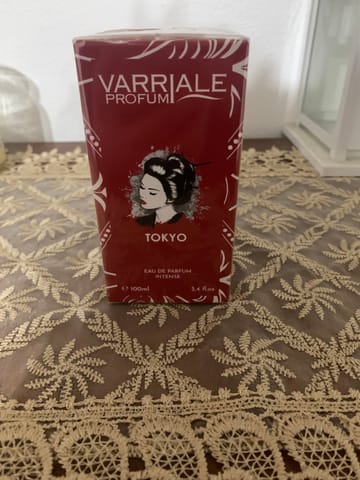 VARRIALE
PROFUMI
TOKYO
EAU DE PARFUM
INTENSE
℮ 100ml 3.4 fl.oz